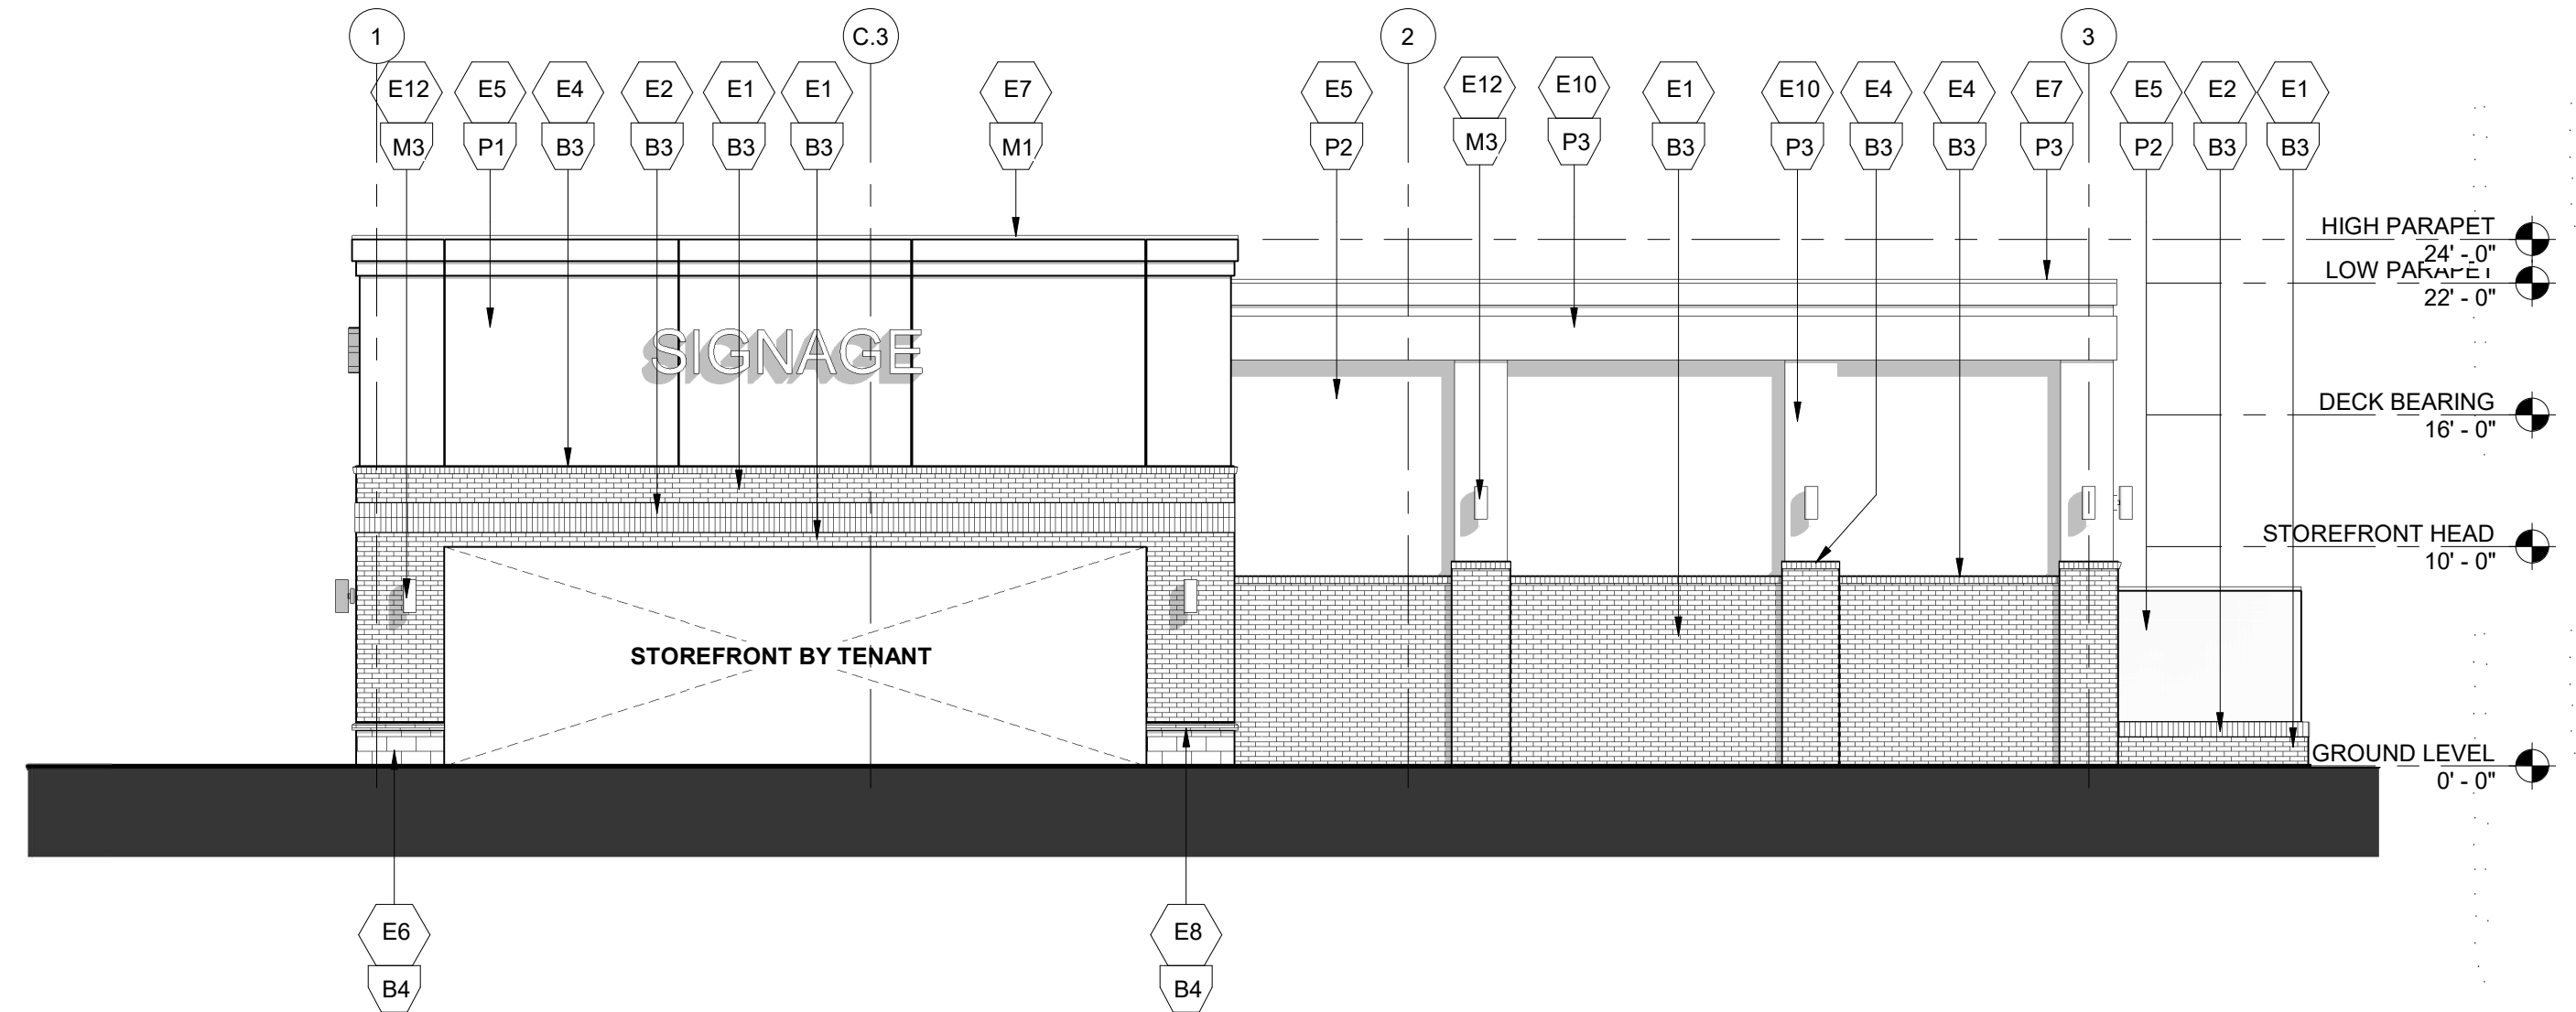 1
C.3
2
3
E12 E5 E4 E2 E1 E1 E7 E5 E12 E10 E1 E10 E4 E4 E7 E5 E2 E1
M3 P1 B3 B3 B3 B3 M1 P2 M3 P3 B3 P3 B3 B3 P3 P2 B3 B3
HIGH PARAPET
24' - 0"
LOW PARAPET
22' - 0"
SIGNAGE
DECK BEARING
16' - 0"
STOREFRONT HEAD
10' - 0"
STOREFRONT BY TENANT
GROUND LEVEL
0' - 0"
E6 E8
B4 B4